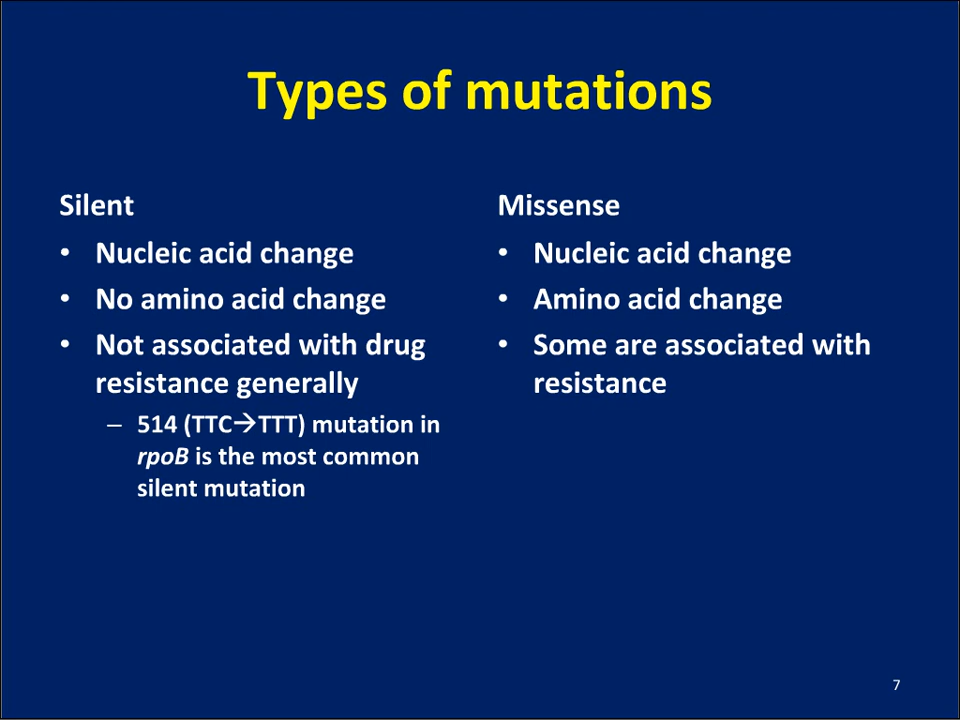 Types of mutations
Silent
• Nucleic acid change
• No amino acid change
• Not associated with drug
resistance generally
– 514 (TTC→TTT) mutation in
rpoB is the most common
silent mutation
Missense
• Nucleic acid change
• Amino acid change
• Some are associated with
resistance
7